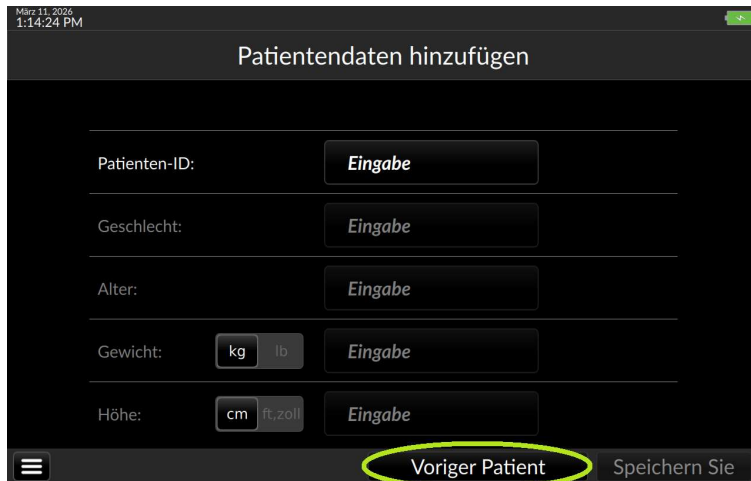 März 11, 2026
1:14:24 PM
Patientendaten hinzufügen
Patienten-ID: Eingabe
Geschlecht: Eingabe
Alter: Eingabe
Gewicht: kg lb Eingabe
Höhe: cm ft,zoll Eingabe
Voriger Patient Speichern Sie